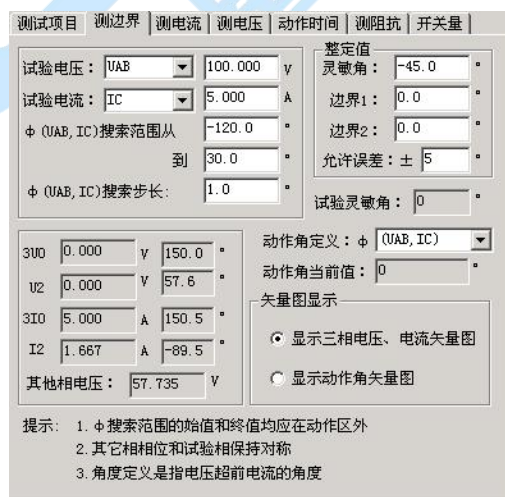 测试项目 测边界 测电流 测电压 动作时间 测阻抗 开关量
试验电压： UAB 100.000 V
试验电流： IC 5.000 A
φ (UAB, IC)搜索范围从 -120.0 °
到 30.0 °
φ (UAB, IC)搜索步长: 1.0 °
整定值
灵敏角： -45.0 °
边界1： 0.0 °
边界2： 0.0 °
允许误差：± 5 °
试验灵敏角： 0 °
3U0 0.000 V 150.0 °
U2 0.000 V 57.6 °
3I0 5.000 A 150.5 °
I2 1.667 A -89.5 °
其他相电压： 57.735 V
动作角定义：φ (UAB, IC)
动作角当前值： 0 °
矢量图显示
显示三相电压、电流矢量图
显示动作角矢量图
提示: 1. φ搜索范围的始值和终值均应在动作区外
2. 其它相相位和试验相保持对称
3. 角度定义是指电压超前电流的角度